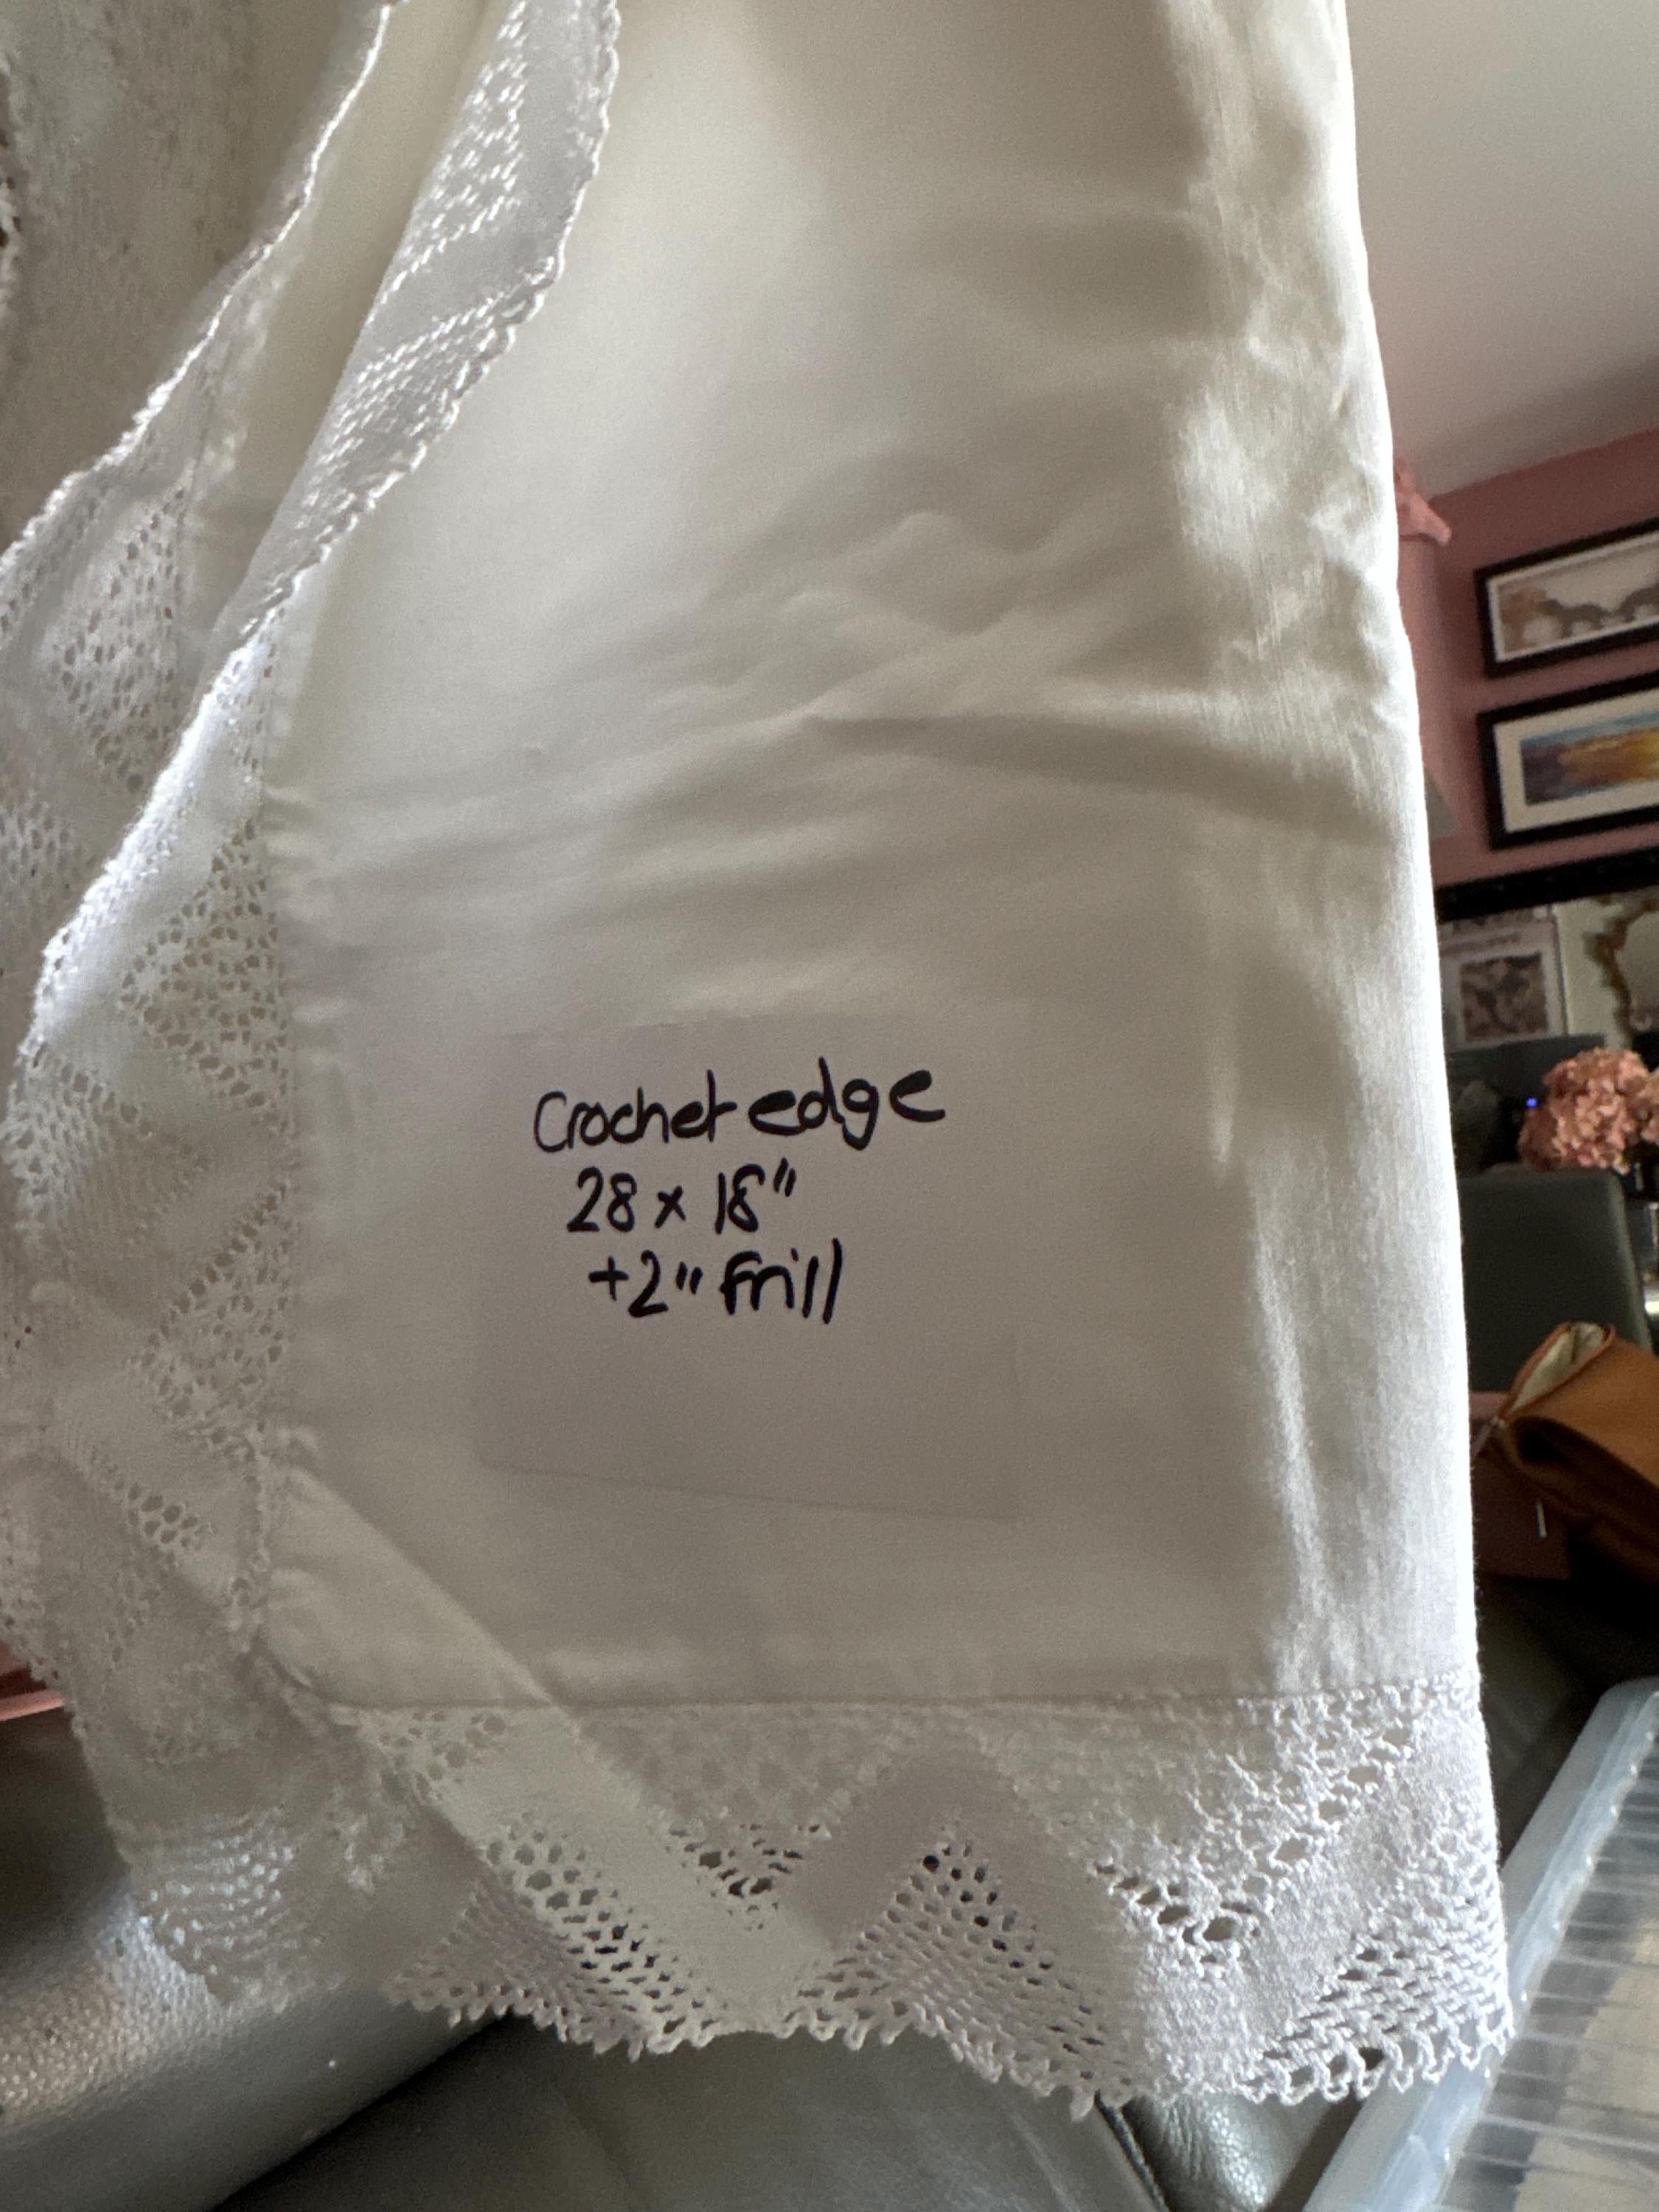 Crochet edge
28 x 18"
+2" Frill